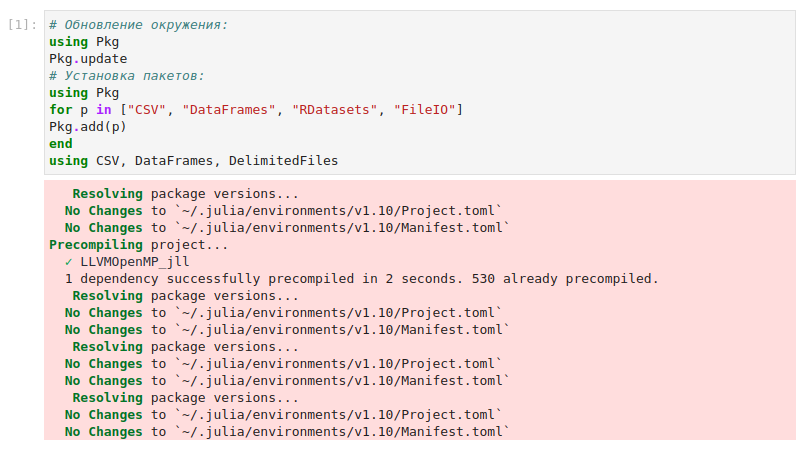 [1]: # Обновление окружения:
using Pkg
Pkg.update
# Установка пакетов:
using Pkg
for p in ["CSV", "DataFrames", "RDatasets", "FileIO"]
Pkg.add(p)
end
using CSV, DataFrames, DelimitedFiles
Resolving package versions...
No Changes to `~/.julia/environments/v1.10/Project.toml`
No Changes to `~/.julia/environments/v1.10/Manifest.toml`
Precompiling project...
✓ LLVMOpenMP_jll
1 dependency successfully precompiled in 2 seconds. 530 already precompiled.
Resolving package versions...
No Changes to `~/.julia/environments/v1.10/Project.toml`
No Changes to `~/.julia/environments/v1.10/Manifest.toml`
Resolving package versions...
No Changes to `~/.julia/environments/v1.10/Project.toml`
No Changes to `~/.julia/environments/v1.10/Manifest.toml`
Resolving package versions...
No Changes to `~/.julia/environments/v1.10/Project.toml`
No Changes to `~/.julia/environments/v1.10/Manifest.toml`